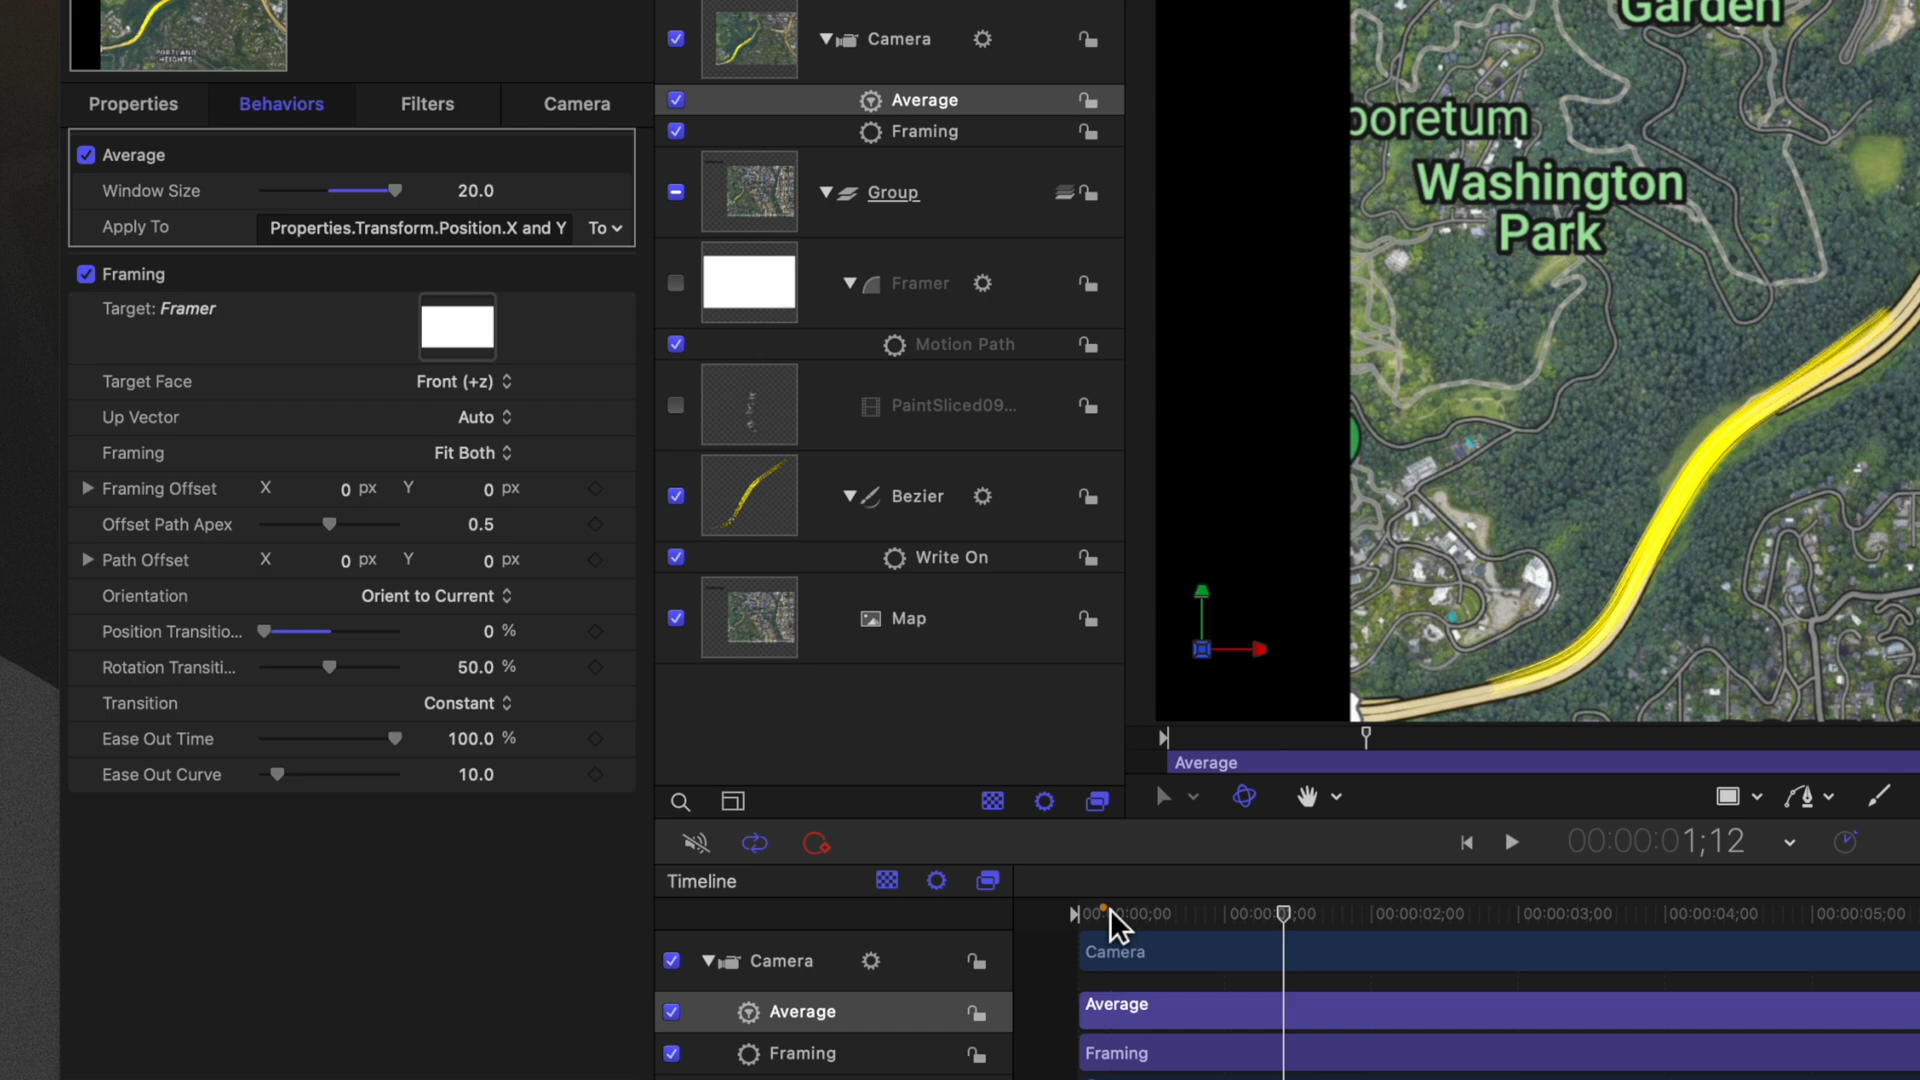 PORTLAND
HEIGHTS
Properties
Behaviors
Filters
Camera
Average
Window Size
20.0
Apply To
Properties.Transform.Position.X and Y
To
Framing
Target: Framer
Target Face
Front (+z)
Up Vector
Auto
Framing
Fit Both
Framing Offset
X
0 px
Y
0 px
Offset Path Apex
0.5
Path Offset
X
0 px
Y
0 px
Orientation
Orient to Current
Position Transitio...
0 %
Rotation Transiti...
50.0 %
Transition
Constant
Ease Out Time
100.0 %
Ease Out Curve
10.0
Camera
Average
Framing
Group
Framer
Motion Path
PaintSliced09...
Bezier
Write On
Map
Garden
boretum
Washington
Park
Average
00:00:01;12
Timeline
00:00:02;00
00:00:03;00
00:00:04;00
00:00:05;00
Camera
Camera
Average
Average
Framing
Framing